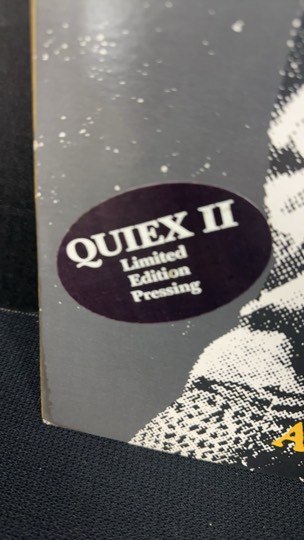 QUIEX II
Limited
Edition
Pressing
A